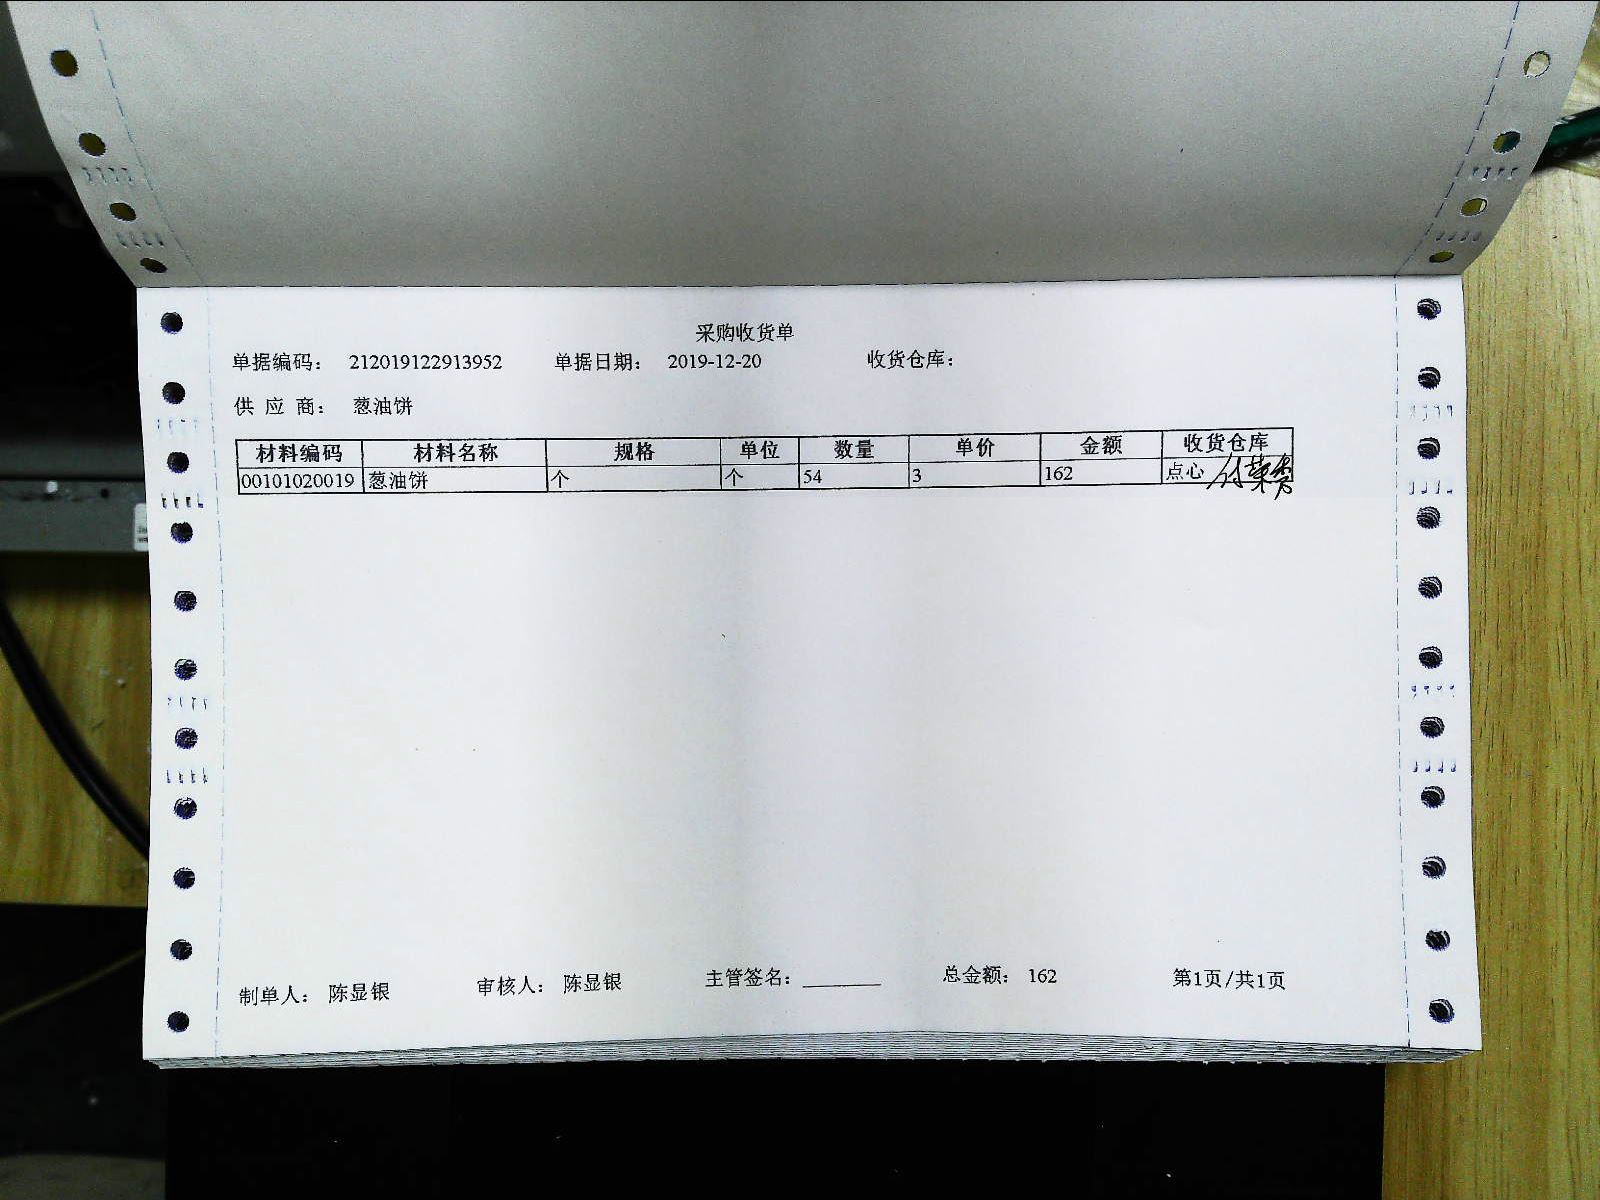 采购收货单
单据编码： 212019122913952 单据日期： 2019-12-20 收货仓库：
供 应 商： 葱油饼
材料编码 材料名称 规格 单位 数量 单价 金额 收货仓库
00101020019 葱油饼 个 个 54 3 162 点心
制单人： 陈显银 审核人： 陈显银 主管签名： 总金额： 162 第1页/共1页